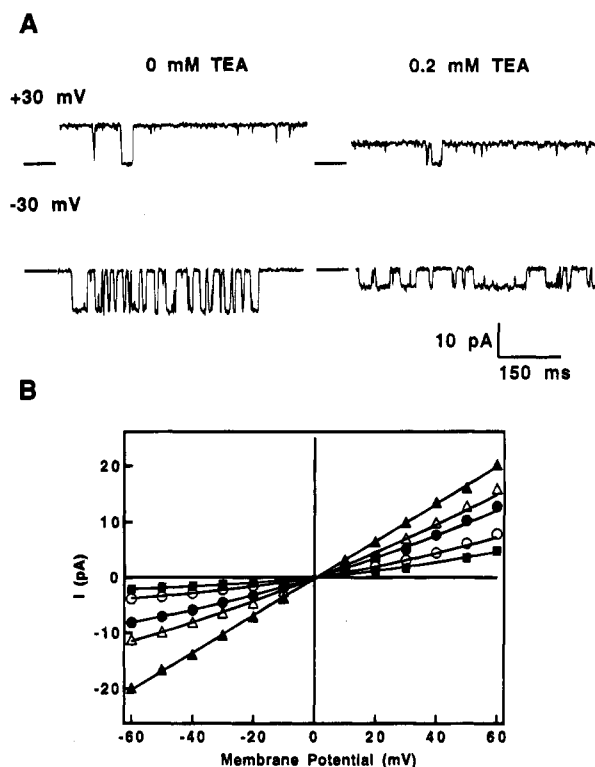 A
0 mM TEA
0.2 mM TEA
+30 mV
-30 mV
10 pA
150 ms
B
20
10
0
-10
-20
I (pA)
-60 -40 -20 0 20 40 60
Membrane Potential (mV)